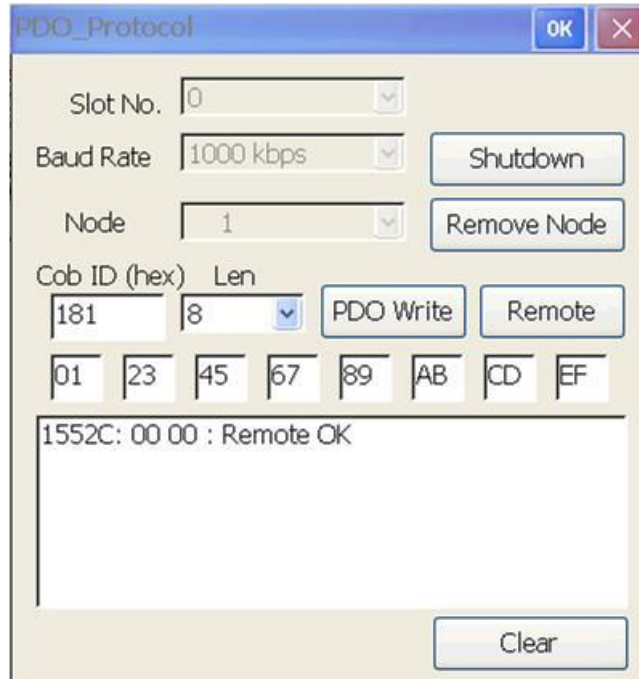 PDO_Protocol OK
Slot No. 0
Baud Rate 1000 kbps Shutdown
Node 1 Remove Node
Cob ID (hex) Len
181 8 PDO Write Remote
01 23 45 67 89 AB CD EF
1552C: 00 00 : Remote OK
Clear